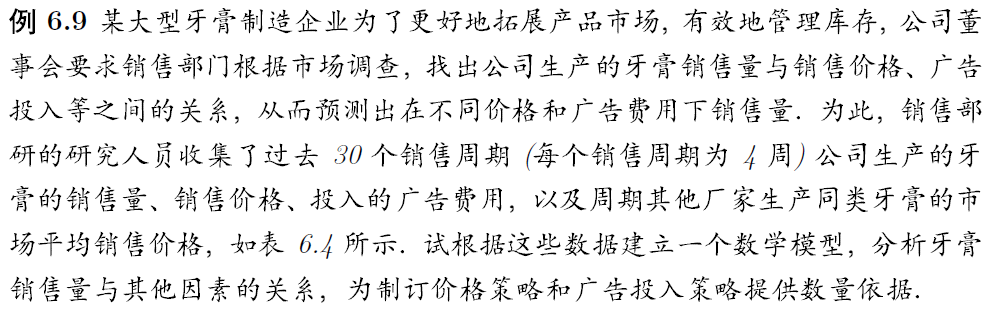 例 6.9 某大型牙膏制造企业为了更好地拓展产品市场, 有效地管理库存, 公司董
事会要求销售部门根据市场调查, 找出公司生产的牙膏销售量与销售价格、广告
投入等之间的关系, 从而预测出在不同价格和广告费用下销售量. 为此, 销售部
研的研究人员收集了过去 30 个销售周期 (每个销售周期为 4 周) 公司生产的牙
膏的销售量、销售价格、投入的广告费用, 以及周期其他厂家生产同类牙膏的市
场平均销售价格, 如表 6.4 所示. 试根据这些数据建立一个数学模型, 分析牙膏
销售量与其他因素的关系, 为制订价格策略和广告投入策略提供数量依据.